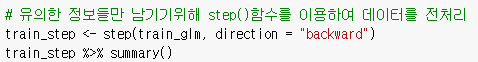 # 유의한 정보들만 남기기위해 step()함수를 이용하여 데이터를 전처리
train_step <- step(train_glm, direction = "backward")
train_step %>% summary()